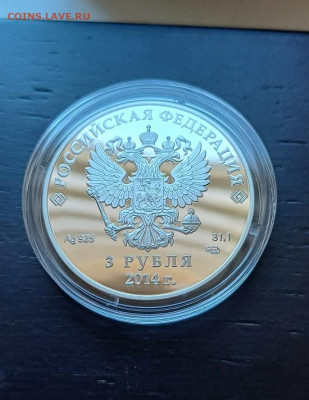 COINS.LAVE.RU
РОССИЙСКАЯ ФЕДЕРАЦИЯ
Ag 925
31,1
3 РУБЛЯ
2014 г.